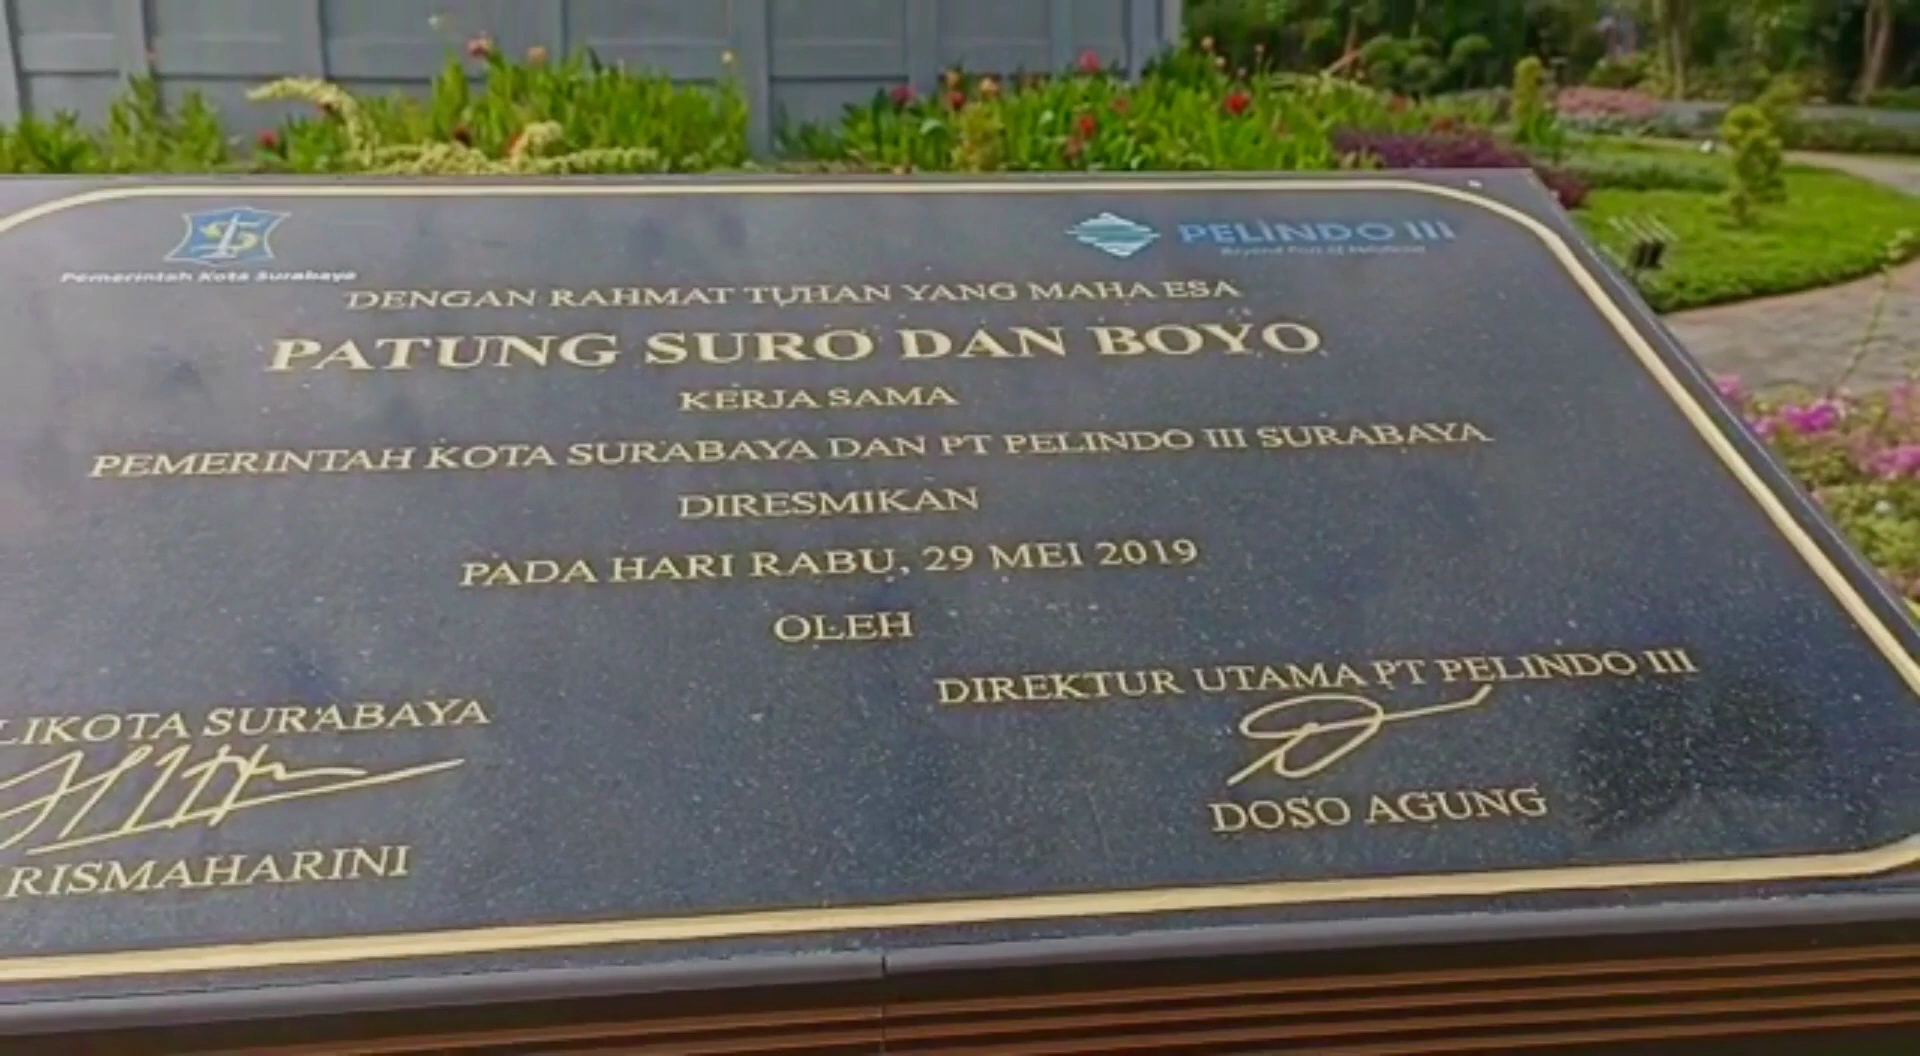 Pemerintah Kota Surabaya
PELINDO III
DENGAN RAHMAT TUHAN YANG MAHA ESA
PATUNG SURO DAN BOYO
KERJA SAMA
PEMERINTAH KOTA SURABAYA DAN PT PELINDO III SURABAYA
DIRESMIKAN
PADA HARI RABU, 29 MEI 2019
OLEH
LIKOTA SURABAYA
DIREKTUR UTAMA PT PELINDO III
RISMAHARINI
DOSO AGUNG